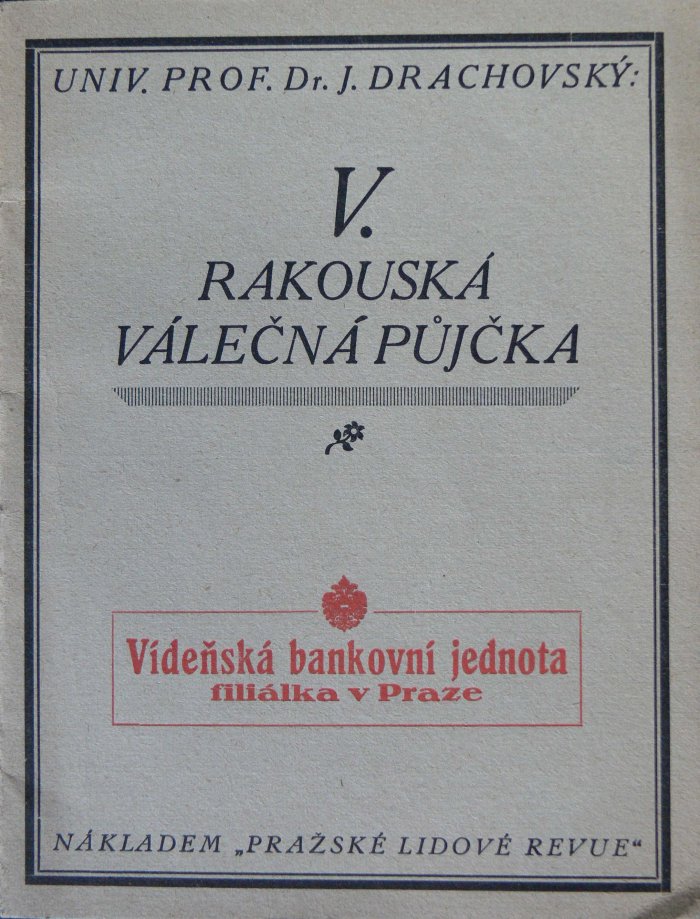 UNIV. PROF. Dr. J. DRACHOVSKÝ:
V.
RAKOUSKÁ
VÁLEČNÁ PŮJČKA
Vídeňská bankovní jednota
filiálka v Praze
NÁKLADEM „PRAŽSKÉ LIDOVÉ REVUE“